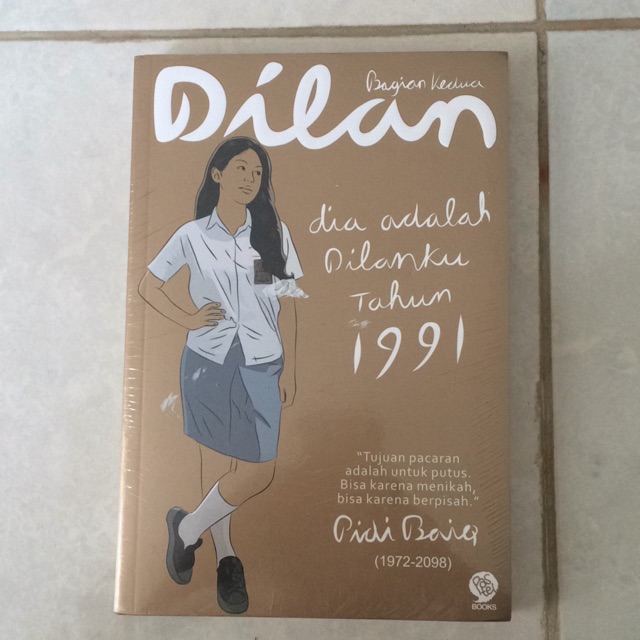 Bagian Kedua
Dilan
dia adalah
Dilanku
Tahun
1991
"Tujuan pacaran
adalah untuk putus.
Bisa karena menikah,
bisa karena berpisah."
Pidi Baiq
(1972-2098)
BOOKS